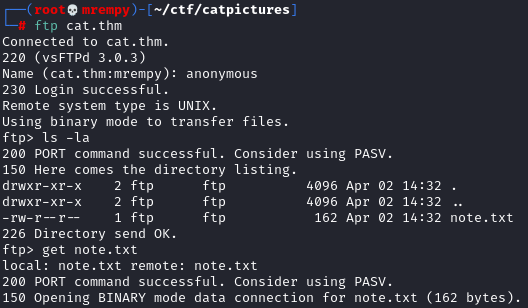 ┌──(root💀mrempy)-[~/ctf/catpictures]
└─# ftp cat.thm
Connected to cat.thm.
220 (vsFTPd 3.0.3)
Name (cat.thm:mrempy): anonymous
230 Login successful.
Remote system type is UNIX.
Using binary mode to transfer files.
ftp> ls -la
200 PORT command successful. Consider using PASV.
150 Here comes the directory listing.
drwxr-xr-x    2 ftp      ftp          4096 Apr 02 14:32 .
drwxr-xr-x    2 ftp      ftp          4096 Apr 02 14:32 ..
-rw-r--r--    1 ftp      ftp           162 Apr 02 14:32 note.txt
226 Directory send OK.
ftp> get note.txt
local: note.txt remote: note.txt
200 PORT command successful. Consider using PASV.
150 Opening BINARY mode data connection for note.txt (162 bytes).